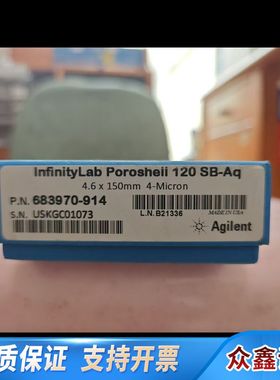 InfinityLab Poroshell 120 SB-Aq
4.6 x 150mm 4-Micron
P.N. 683970-914
S.N. USKGC01073
L.N. B21336
MADE IN USA
Agilent
质保证 支持开票
众鑫